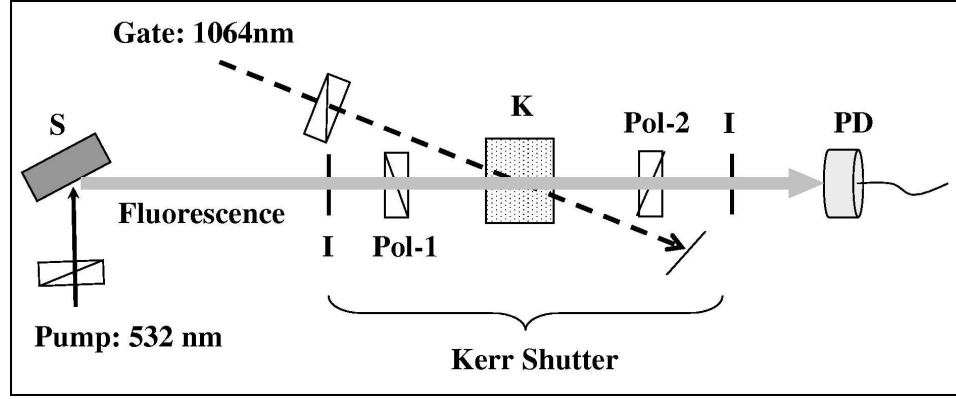 Gate: 1064nm
K
Pol-2
I
PD
S
Fluorescence
I
Pol-1
Pump: 532 nm
Kerr Shutter